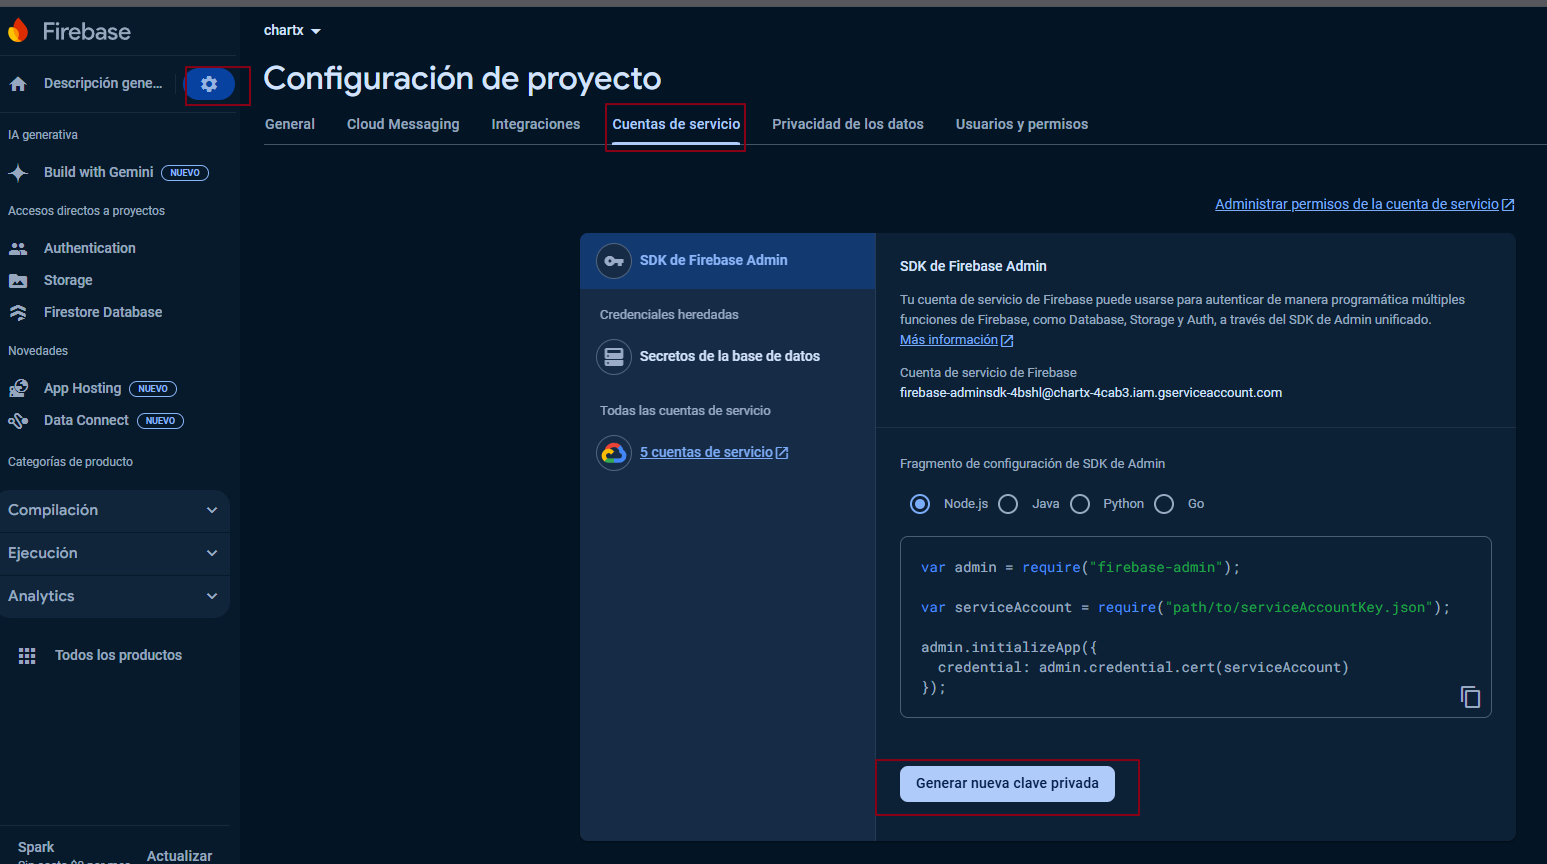 Firebase
chartx
Descripción gene...
Configuración de proyecto
General
Cloud Messaging
Integraciones
Cuentas de servicio
Privacidad de los datos
Usuarios y permisos
IA generativa
Build with Gemini NUEVO
Accesos directos a proyectos
Authentication
Storage
Firestore Database
Novedades
App Hosting NUEVO
Data Connect NUEVO
Categorías de producto
Compilación
Ejecución
Analytics
Todos los productos
Spark
Actualizar
Administrar permisos de la cuenta de servicio
SDK de Firebase Admin
Credenciales heredadas
Secretos de la base de datos
Todas las cuentas de servicio
5 cuentas de servicio
SDK de Firebase Admin
Tu cuenta de servicio de Firebase puede usarse para autenticar de manera programática múltiples
funciones de Firebase, como Database, Storage y Auth, a través del SDK de Admin unificado.
Más información
Cuenta de servicio de Firebase
firebase-adminsdk-4bshl@chartx-4cab3.iam.gserviceaccount.com
Fragmento de configuración de SDK de Admin
Node.js
Java
Python
Go
var admin = require("firebase-admin");
var serviceAccount = require("path/to/serviceAccountKey.json");
admin.initializeApp({
credential: admin.credential.cert(serviceAccount)
});
Generar nueva clave privada